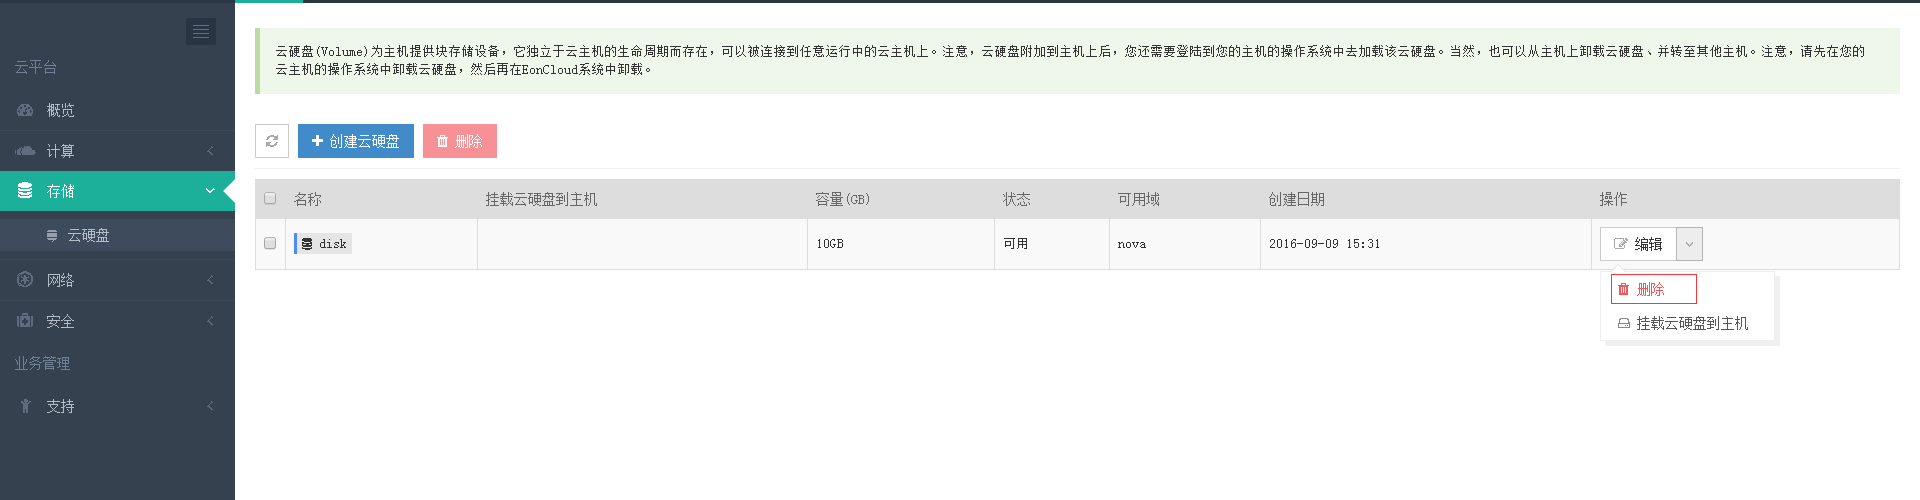 云平台
概览
计算
存储
云硬盘
网络
安全
业务管理
支持
云硬盘(Volume)为主机提供块存储设备，它独立于云主机的生命周期而存在，可以被连接到任意运行中的云机上。注意，云硬盘附加到主机上后，您还需要登陆到您的主机的操作系统中去加载该云硬盘。当然，也可以从主机上卸载云硬盘、并转至其他主机。注意，请先在您的
云主机的操作系统中卸载云硬盘，然后再在EonCloud系统中卸载。
创建云硬盘 删除
名称 挂载云硬盘到主机 容量(GB) 状态 可用域 创建日期 操作
disk 10GB 可用 nova 2016-09-09 15:31 编辑
删除
挂载云硬盘到主机